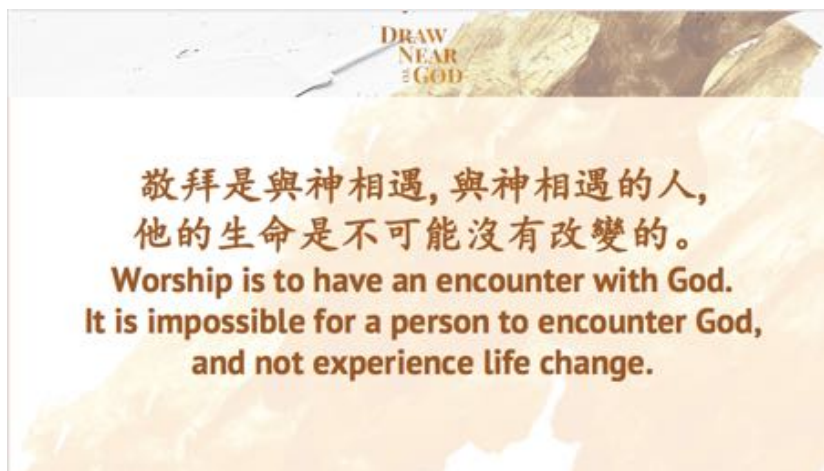 DRAW
NEAR
TO GOD
敬拜是與神相遇, 與神相遇的人,
他的生命是不可能沒有改變的。
Worship is to have an encounter with God.
It is impossible for a person to encounter God,
and not experience life change.